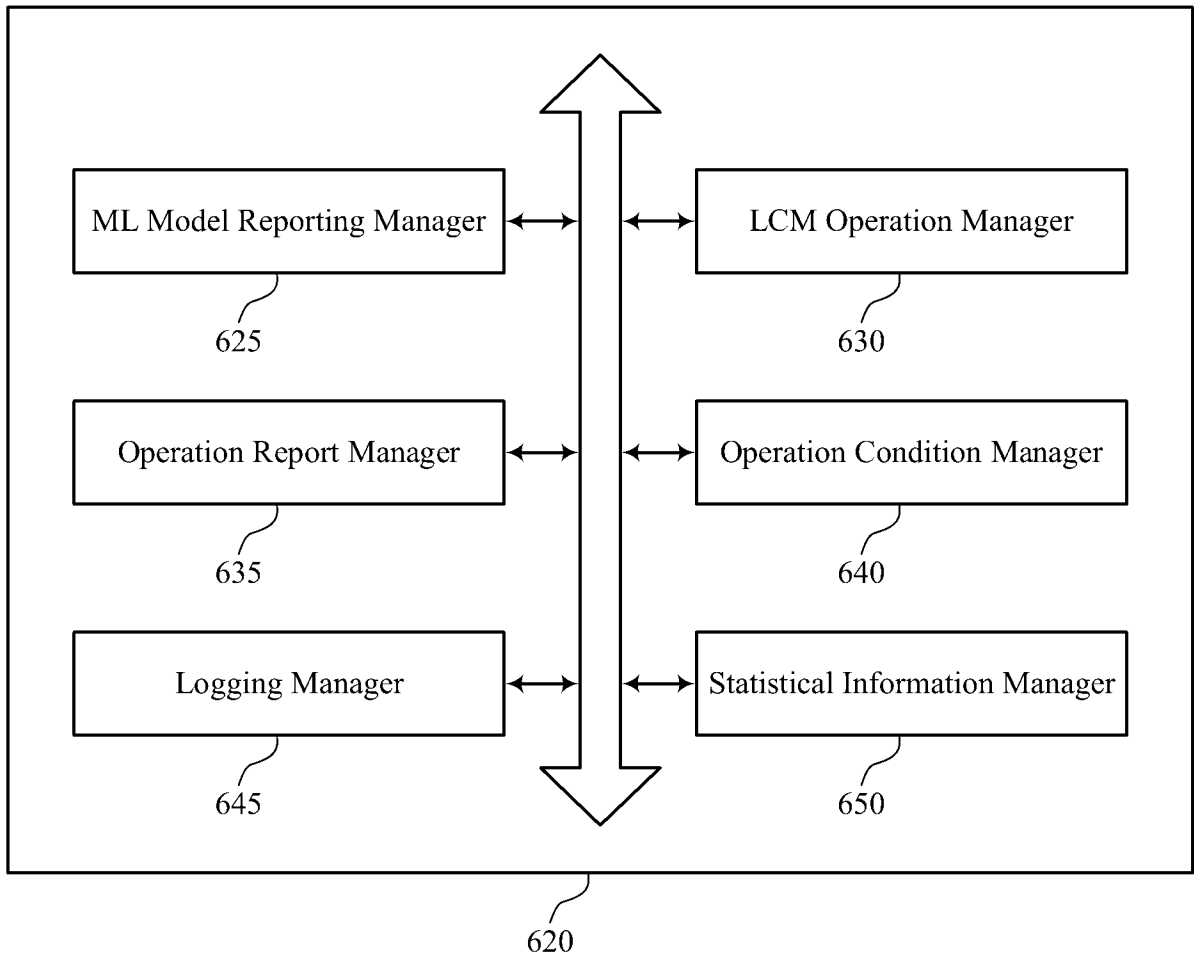 ML Model Reporting Manager
LCM Operation Manager
625
630
Operation Report Manager
Operation Condition Manager
635
640
Logging Manager
Statistical Information Manager
645
650
620